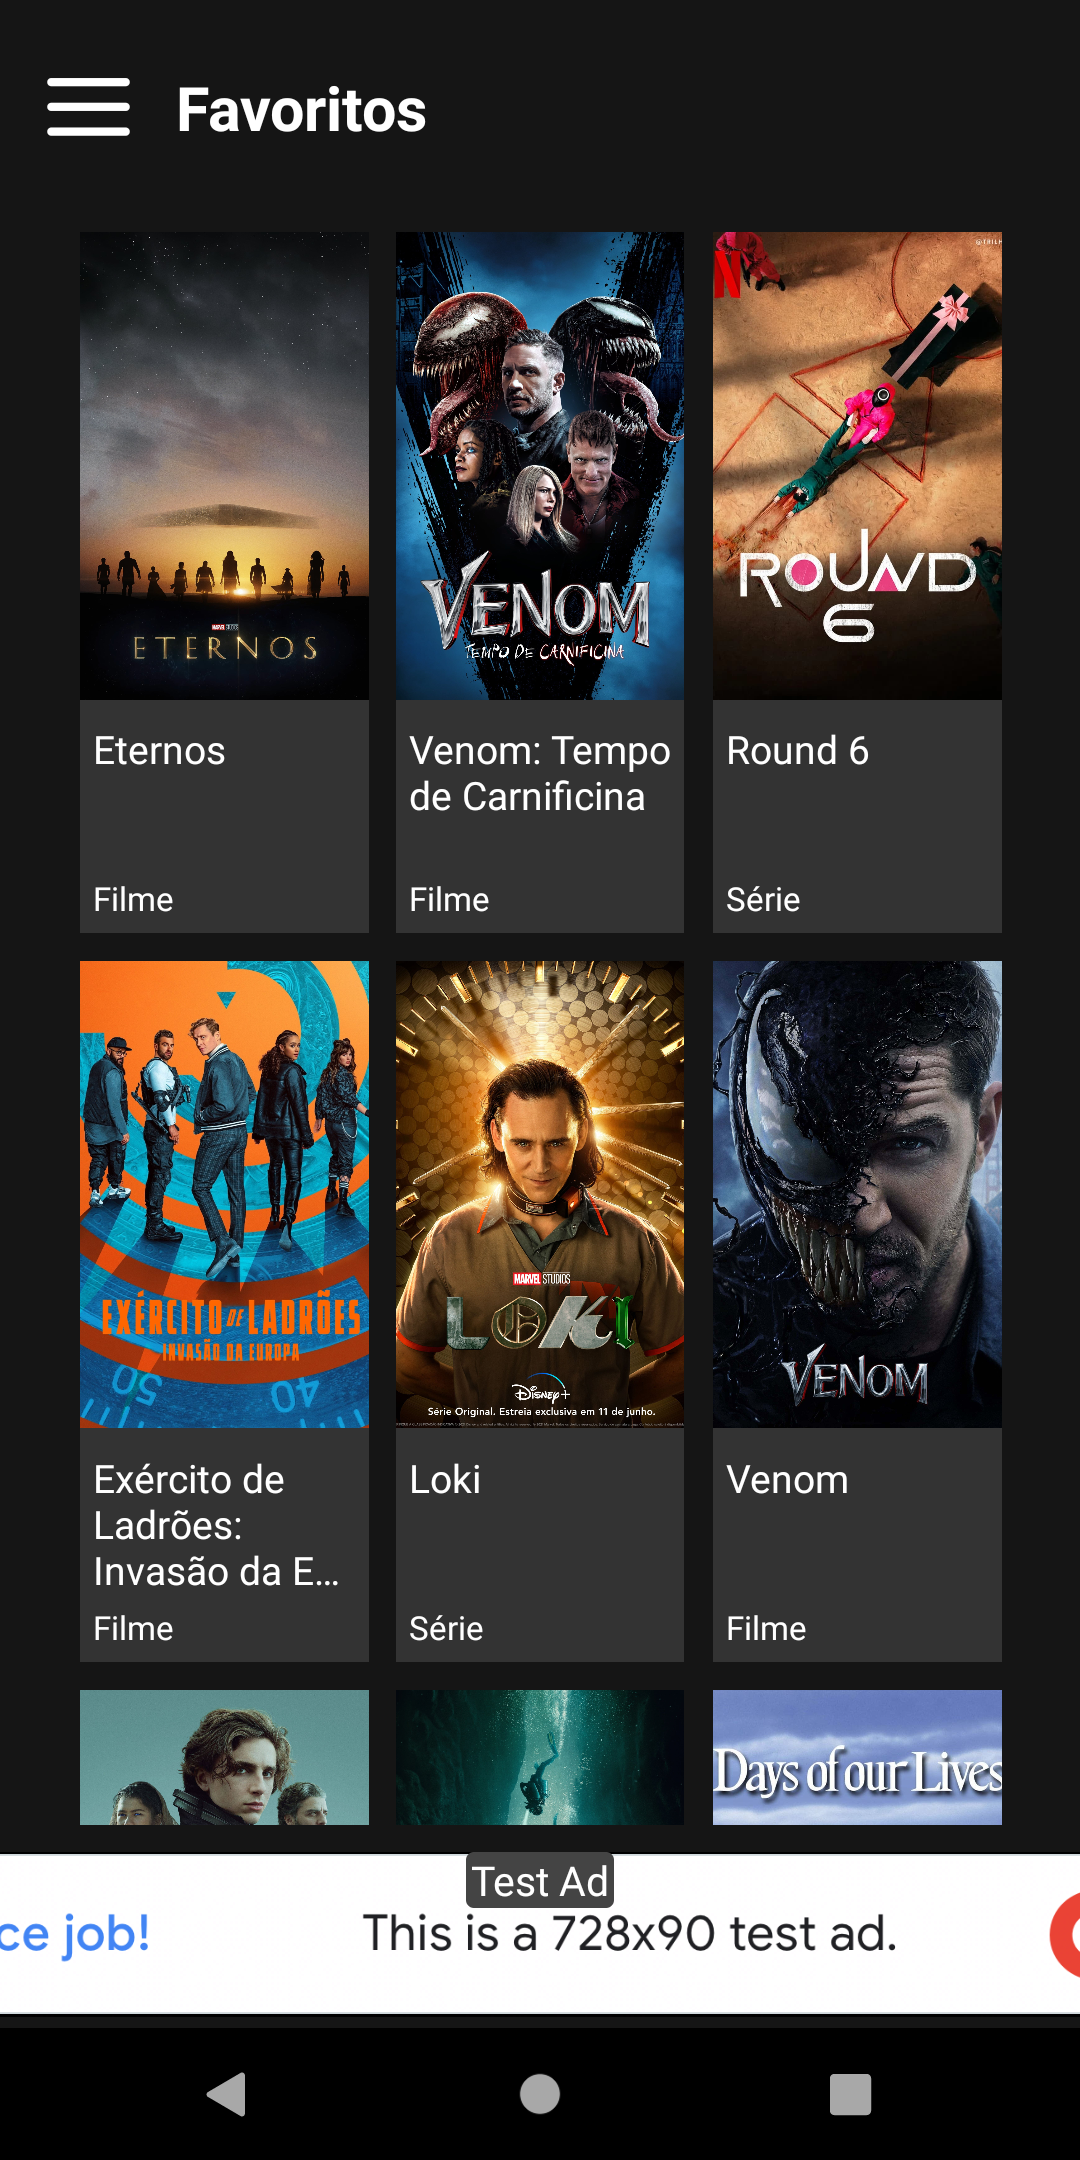 Favoritos
@TRILH
N
MARVEL STUDIOS
ETERNOS
VENOM
TEMPO DE CARNIFICINA
ROUND
6
Eternos
Filme
Venom: Tempo
de Carnificina
Filme
Round 6
Série
EXÉRCITO DE LADRÕES
INVASÃO DA EUROPA
50
40
MARVEL STUDIOS
LOKI
Disney+
Série Original. Estreia exclusiva em 11 de junho.
VENOM
Exército de
Ladrões:
Invasão da E...
Filme
Loki
Série
Venom
Filme
Days of our Lives
Test Ad
ce job!
This is a 728x90 test ad.